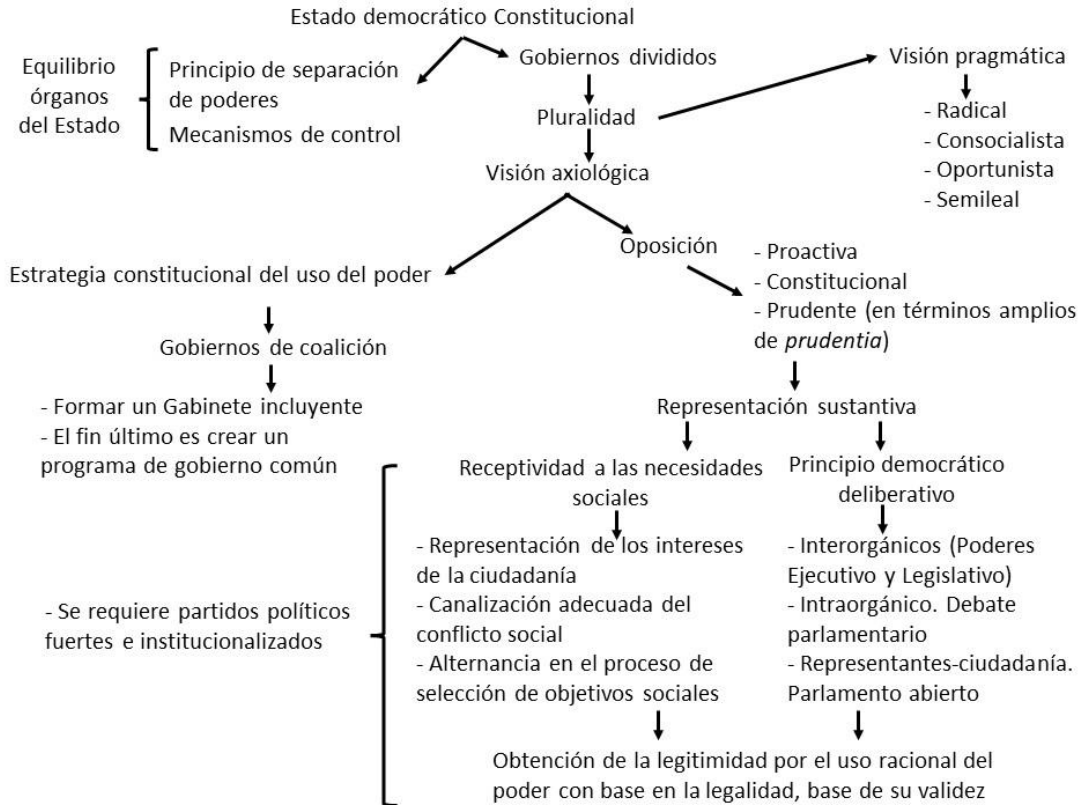 Estado democrático Constitucional
Equilibrio
órganos
del Estado
Principio de separación
de poderes
Mecanismos de control
Gobiernos divididos
Pluralidad
Visión axiológica
Visión pragmática
- Radical
- Consocialista
- Oportunista
- Semileal
Estrategia constitucional del uso del poder
Gobiernos de coalición
- Formar un Gabinete incluyente
- El fin último es crear un
programa de gobierno común
Oposición
- Proactiva
- Constitucional
- Prudente (en términos amplios
de prudentia)
Representación sustantiva
Receptividad a las necesidades
sociales
- Representación de los intereses
de la ciudadanía
- Canalización adecuada del
conflicto social
- Alternancia en el proceso de
selección de objetivos sociales
Principio democrático
deliberativo
- Interorgánicos (Poderes
Ejecutivo y Legislativo)
- Intraorgánico. Debate
parlamentario
- Representantes-ciudadanía.
Parlamento abierto
- Se requiere partidos políticos
fuertes e institucionalizados
Obtención de la legitimidad por el uso racional del
poder con base en la legalidad, base de su validez